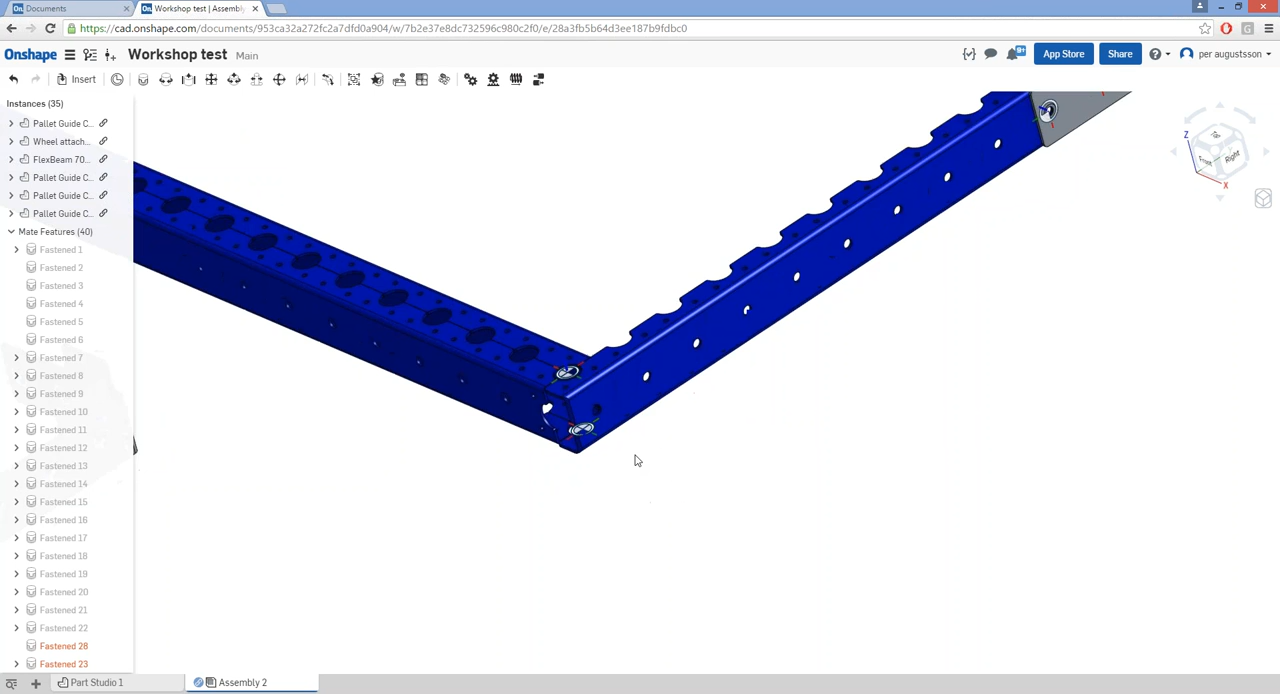 Documents
Workshop test | Assembly
https://cad.onshape.com/documents/953ca32a272fc2a7dfd0a904/w/7b2e37e8dc732596c980c2f0/e/28a3fb5b64d3ee187b9fdbc0
Onshape Workshop test Main App Store Share per augustsson
Insert
Instances (35)
Pallet Guide C...
Wheel attach...
FlexBeam 70...
Pallet Guide C...
Pallet Guide C...
Pallet Guide C...
Mate Features (40)
Fastened 1
Fastened 2
Fastened 3
Fastened 4
Fastened 5
Fastened 6
Fastened 7
Fastened 8
Fastened 9
Fastened 10
Fastened 11
Fastened 12
Fastened 13
Fastened 14
Fastened 15
Fastened 16
Fastened 17
Fastened 18
Fastened 19
Fastened 20
Fastened 21
Fastened 22
Fastened 28
Fastened 23
Z
Top
Front
Right
X
Part Studio 1
Assembly 2